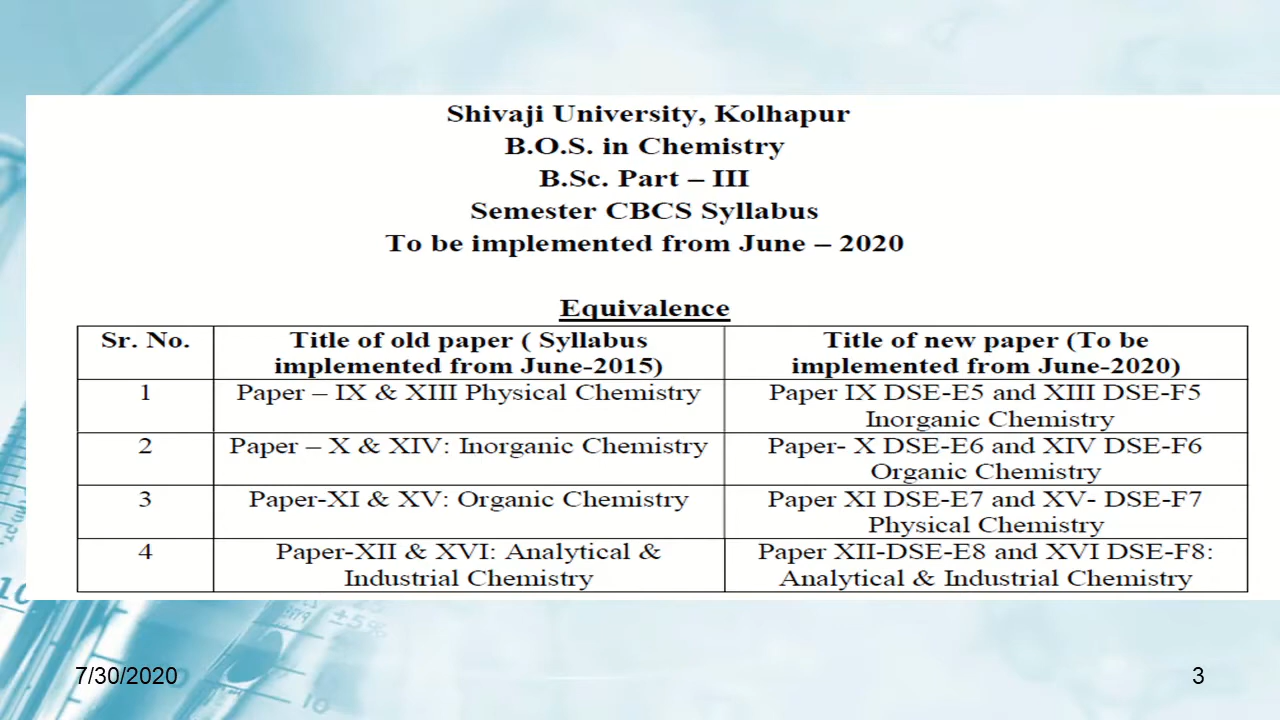 Shivaji University, Kolhapur
B.O.S. in Chemistry
B.Sc. Part – III
Semester CBCS Syllabus
To be implemented from June – 2020
Equivalence
Sr. No. Title of old paper ( Syllabus implemented from June-2015) Title of new paper (To be implemented from June-2020)
1 Paper – IX & XIII Physical Chemistry Paper IX DSE-E5 and XIII DSE-F5 Inorganic Chemistry
2 Paper – X & XIV: Inorganic Chemistry Paper- X DSE-E6 and XIV DSE-F6 Organic Chemistry
3 Paper-XI & XV: Organic Chemistry Paper XI DSE-E7 and XV- DSE-F7 Physical Chemistry
4 Paper-XII & XVI: Analytical & Industrial Chemistry Paper XII-DSE-E8 and XVI DSE-F8: Analytical & Industrial Chemistry
±5%
10
10
7/30/2020
3